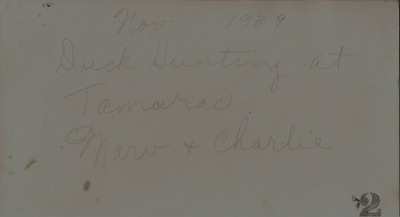 Nov 1939
Duck Hunting at
Tamarac
Marv + Charlie
2